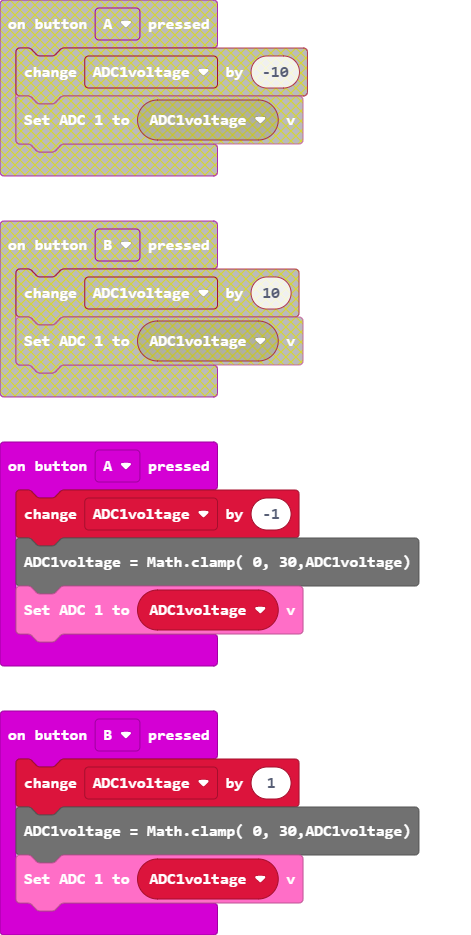 on button A pressed
change ADC1voltage by -10
Set ADC 1 to ADC1voltage v
on button B pressed
change ADC1voltage by 10
Set ADC 1 to ADC1voltage v
on button A pressed
change ADC1voltage by -1
ADC1voltage = Math.clamp( 0, 30,ADC1voltage)
Set ADC 1 to ADC1voltage v
on button B pressed
change ADC1voltage by 1
ADC1voltage = Math.clamp( 0, 30,ADC1voltage)
Set ADC 1 to ADC1voltage v